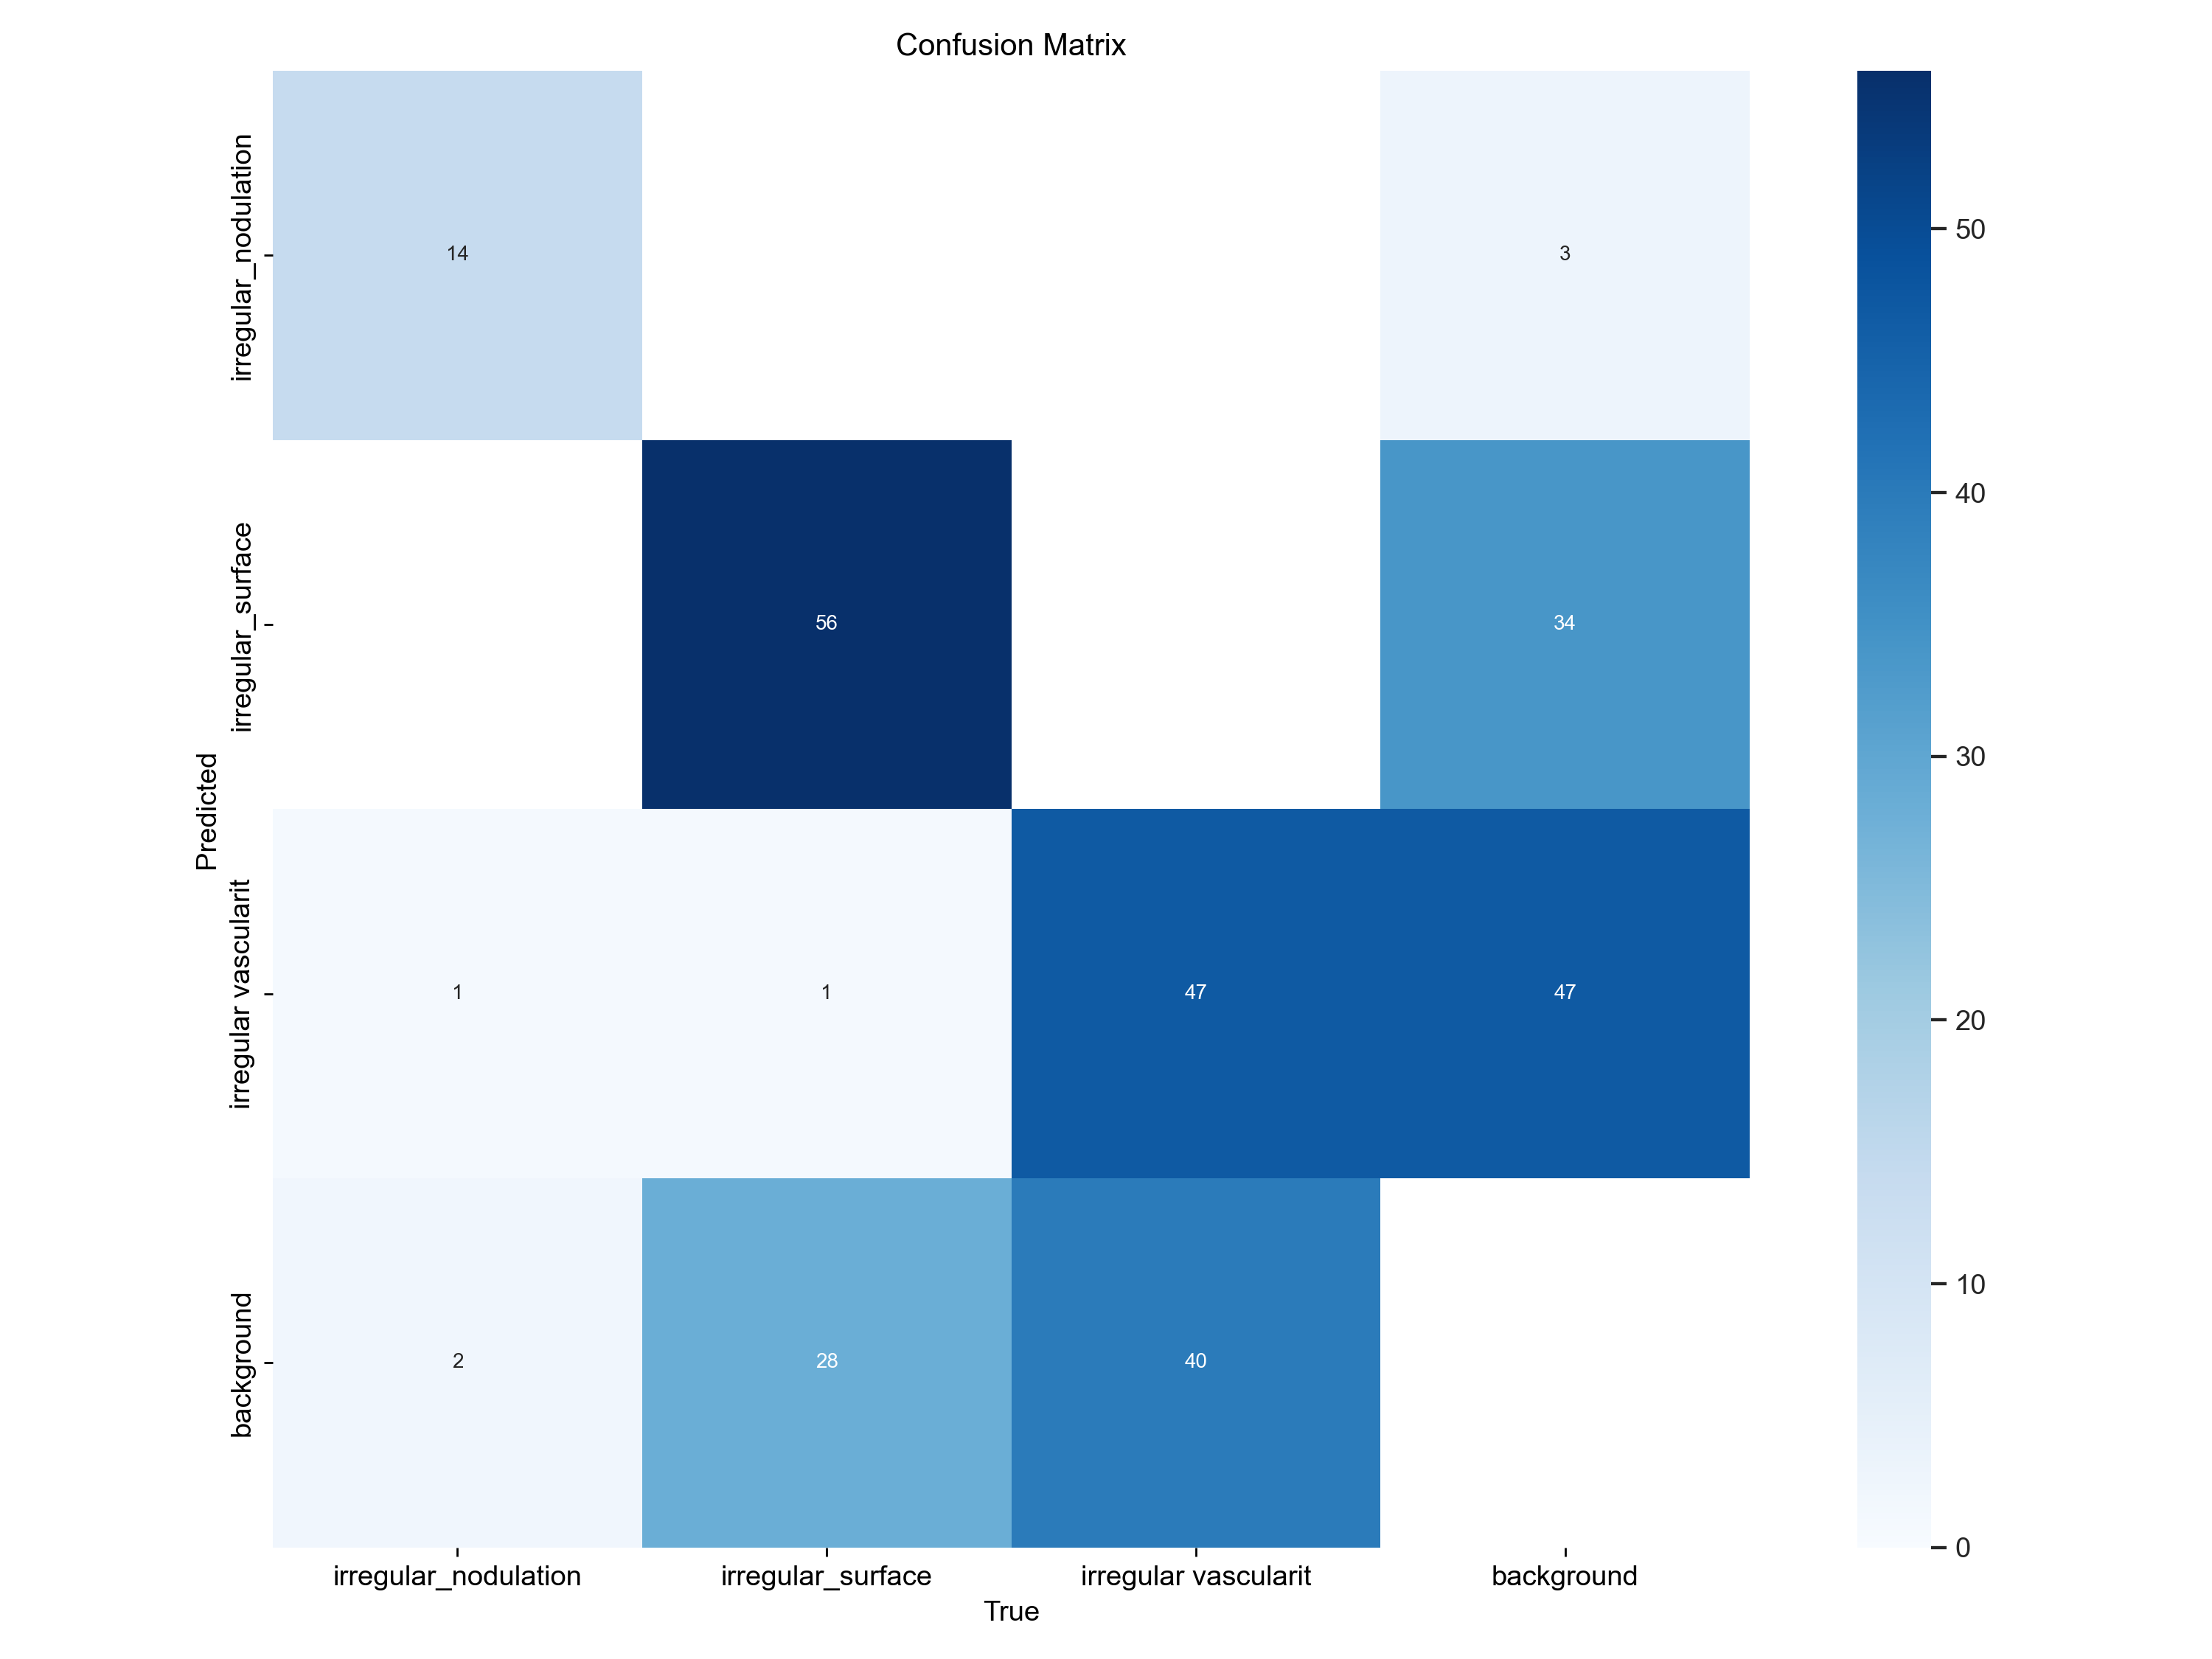 Confusion Matrix
irregular_nodulation
14
3
50
40
irregular_surface
56
34
30
Predicted
irregular vascularit
1
1
47
47
20
background
2
28
40
10
0
irregular_nodulation
irregular_surface
irregular vascularit
background
True